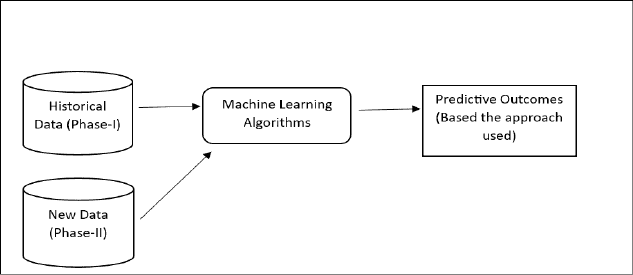 Historical
Data (Phase-I)
Machine Learning
Algorithms
Predictive Outcomes
(Based the approach
used)
New Data
(Phase-II)